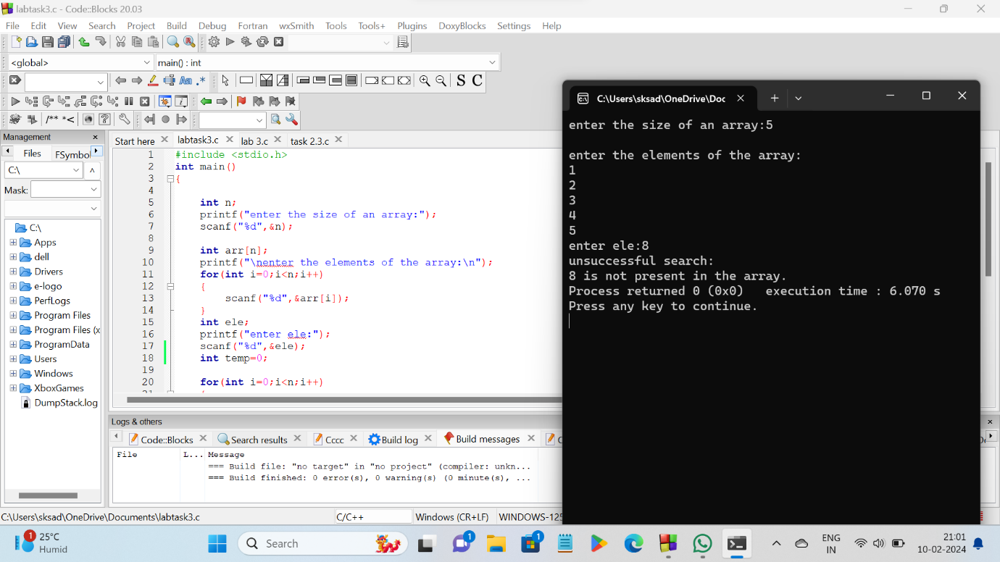 labtask3.c - Code::Blocks 20.03
File Edit View Search Project Build Debug Fortran wxSmith Tools Tools+ Plugins DoxyBlocks Settings Help
<global>
main() : int
S C
/** *<
Management
Files FSymbol
C:\
Mask:
C:\
Apps
dell
Drivers
e-logo
PerfLogs
Program Files
Program Files (x
ProgramData
Users
Windows
XboxGames
DumpStack.log
Start here labtask3.c lab 3.c task 2.3.c
1 #include <stdio.h>
2 int main()
3 {
4
5 int n;
6 printf("enter the size of an array:");
7 scanf("%d",&n);
8
9 int arr[n];
10 printf("\nenter the elements of the array:\n");
11 for(int i=0;i<n;i++)
12 {
13 scanf("%d",&arr[i]);
14 }
15 int ele;
16 printf("enter ele:");
17 scanf("%d",&ele);
18 int temp=0;
19
20 for(int i=0;i<n;i++)
21
C:\Users\sksad\OneDrive\Doc
enter the size of an array:5
enter the elements of the array:
1
2
3
4
5
enter ele:8
unsuccessful search:
8 is not present in the array.
Process returned 0 (0x0) execution time : 6.070 s
Press any key to continue.
Logs & others
Code::Blocks Search results Cccc Build log Build messages
File L... Message
=== Build file: "no target" in "no project" (compiler: unkn...
=== Build finished: 0 error(s), 0 warning(s) (0 minute(s), ...
C:\Users\sksad\OneDrive\Documents\labtask3.c C/C++ Windows (CR+LF) WINDOWS-125
1
25°C
Humid
Search
1
1
ENG
IN
21:01
10-02-2024